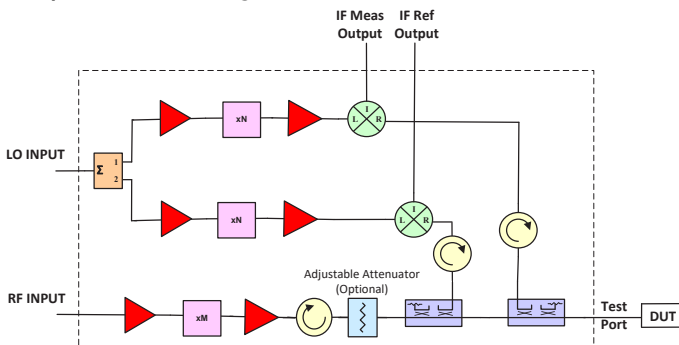 IF Meas
Output
IF Ref
Output
xN
I
L R
LO INPUT
Σ
1
2
xN
I
L R
Adjustable Attenuator
(Optional)
RF INPUT
xM
Test
Port
DUT